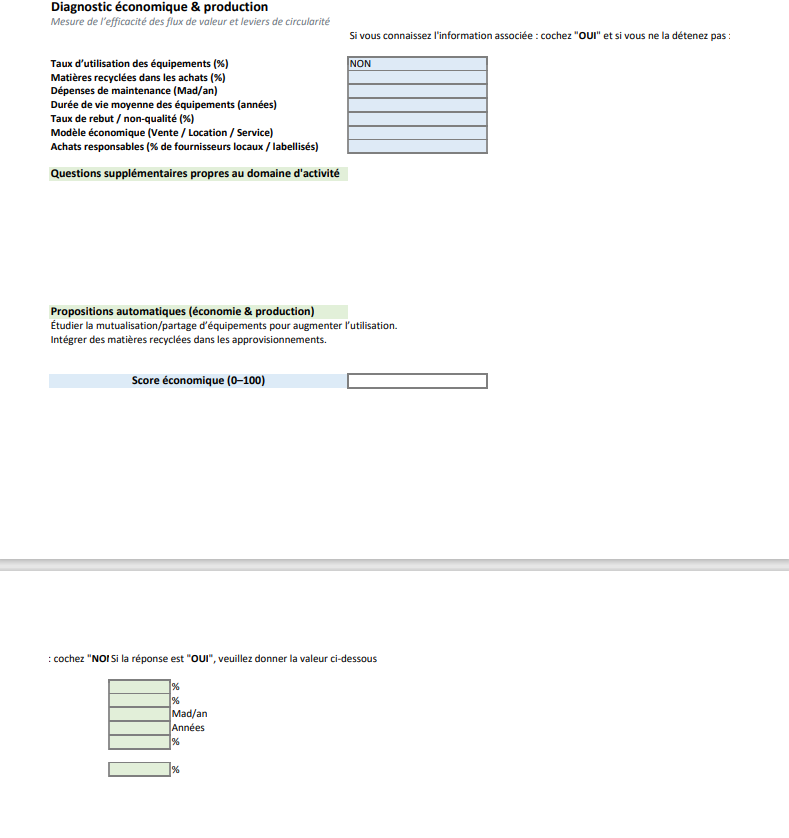 Diagnostic économique & production
Mesure de l'efficacité des flux de valeur et leviers de circularité
Si vous connaissez l'information associée : cochez "OUI" et si vous ne la détenez pas :
Taux d'utilisation des équipements (%) NON
Matières recyclées dans les achats (%)
Dépenses de maintenance (Mad/an)
Durée de vie moyenne des équipements (années)
Taux de rebut / non-qualité (%)
Modèle économique (Vente / Location / Service)
Achats responsables (% de fournisseurs locaux / labellisés)
Questions supplémentaires propres au domaine d'activité
Propositions automatiques (économie & production)
Étudier la mutualisation/partage d'équipements pour augmenter l'utilisation.
Intégrer des matières recyclées dans les approvisionnements.
Score économique (0–100)
: cochez "NOI Si la réponse est "OUI", veuillez donner la valeur ci-dessous
%
%
Mad/an
Années
%
%